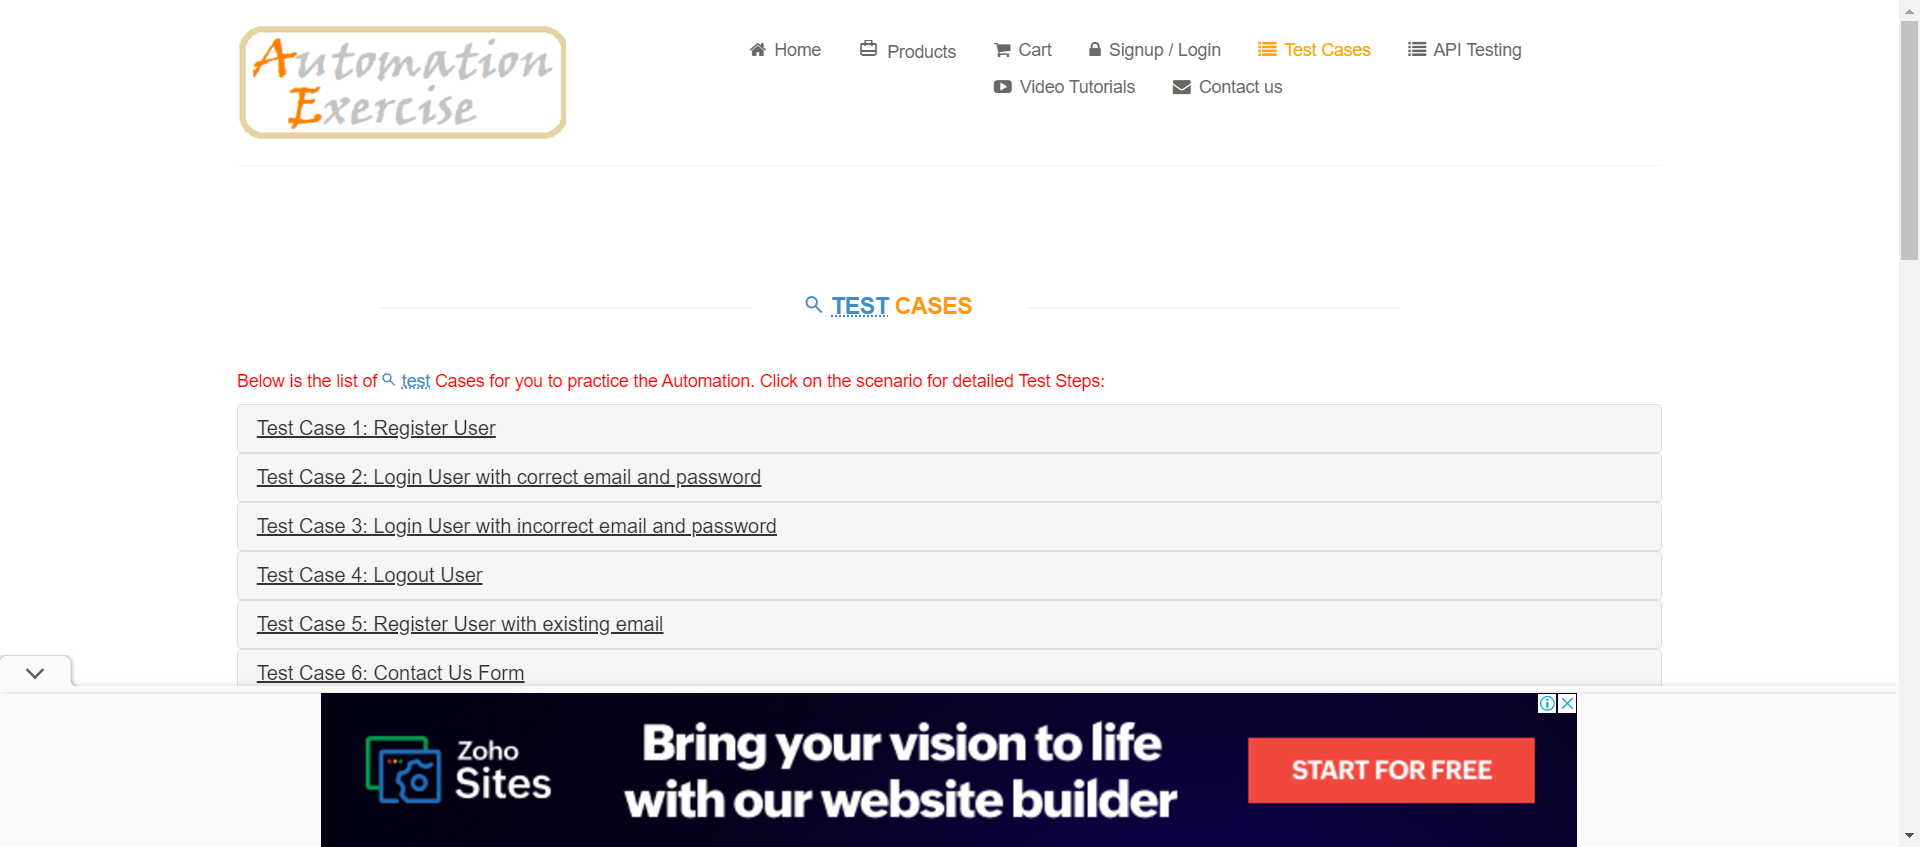 Automation
Exercise
Home
Products
Cart
Signup / Login
Test Cases
API Testing
Video Tutorials
Contact us
TEST CASES
Below is the list of test Cases for you to practice the Automation. Click on the scenario for detailed Test Steps:
Test Case 1: Register User
Test Case 2: Login User with correct email and password
Test Case 3: Login User with incorrect email and password
Test Case 4: Logout User
Test Case 5: Register User with existing email
Test Case 6: Contact Us Form
Zoho
Sites
Bring your vision to life
with our website builder
START FOR FREE